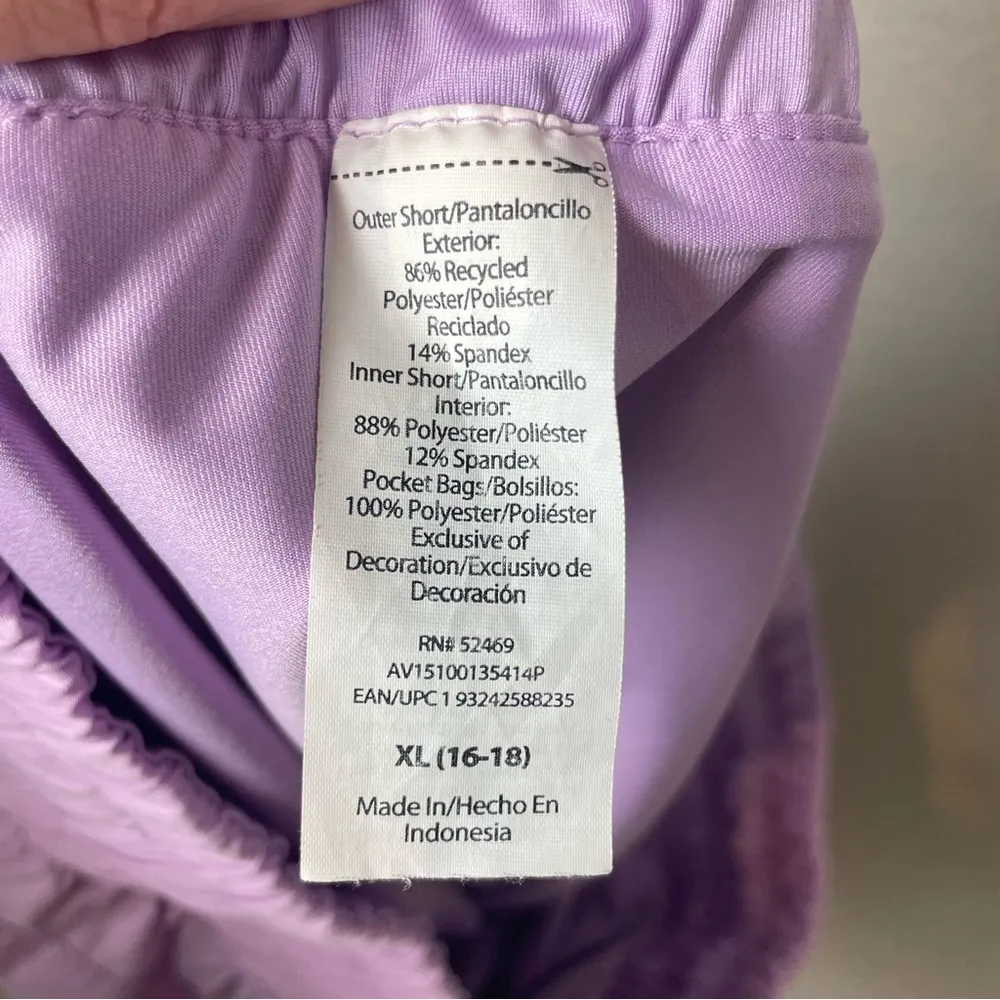 Outer Short/Pantaloncillo
Exterior:
86% Recycled
Polyester/Poliéster
Reciclado
14% Spandex
Inner Short/Pantaloncillo
Interior:
88% Polyester/Poliéster
12% Spandex
Pocket Bags/Bolsillos:
100% Polyester/Poliéster
Exclusive of
Decoration/Exclusivo de
Decoración
RN# 52469
AV15100135414P
EAN/UPC 1 93242588235
XL (16-18)
Made In/Hecho En
Indonesia